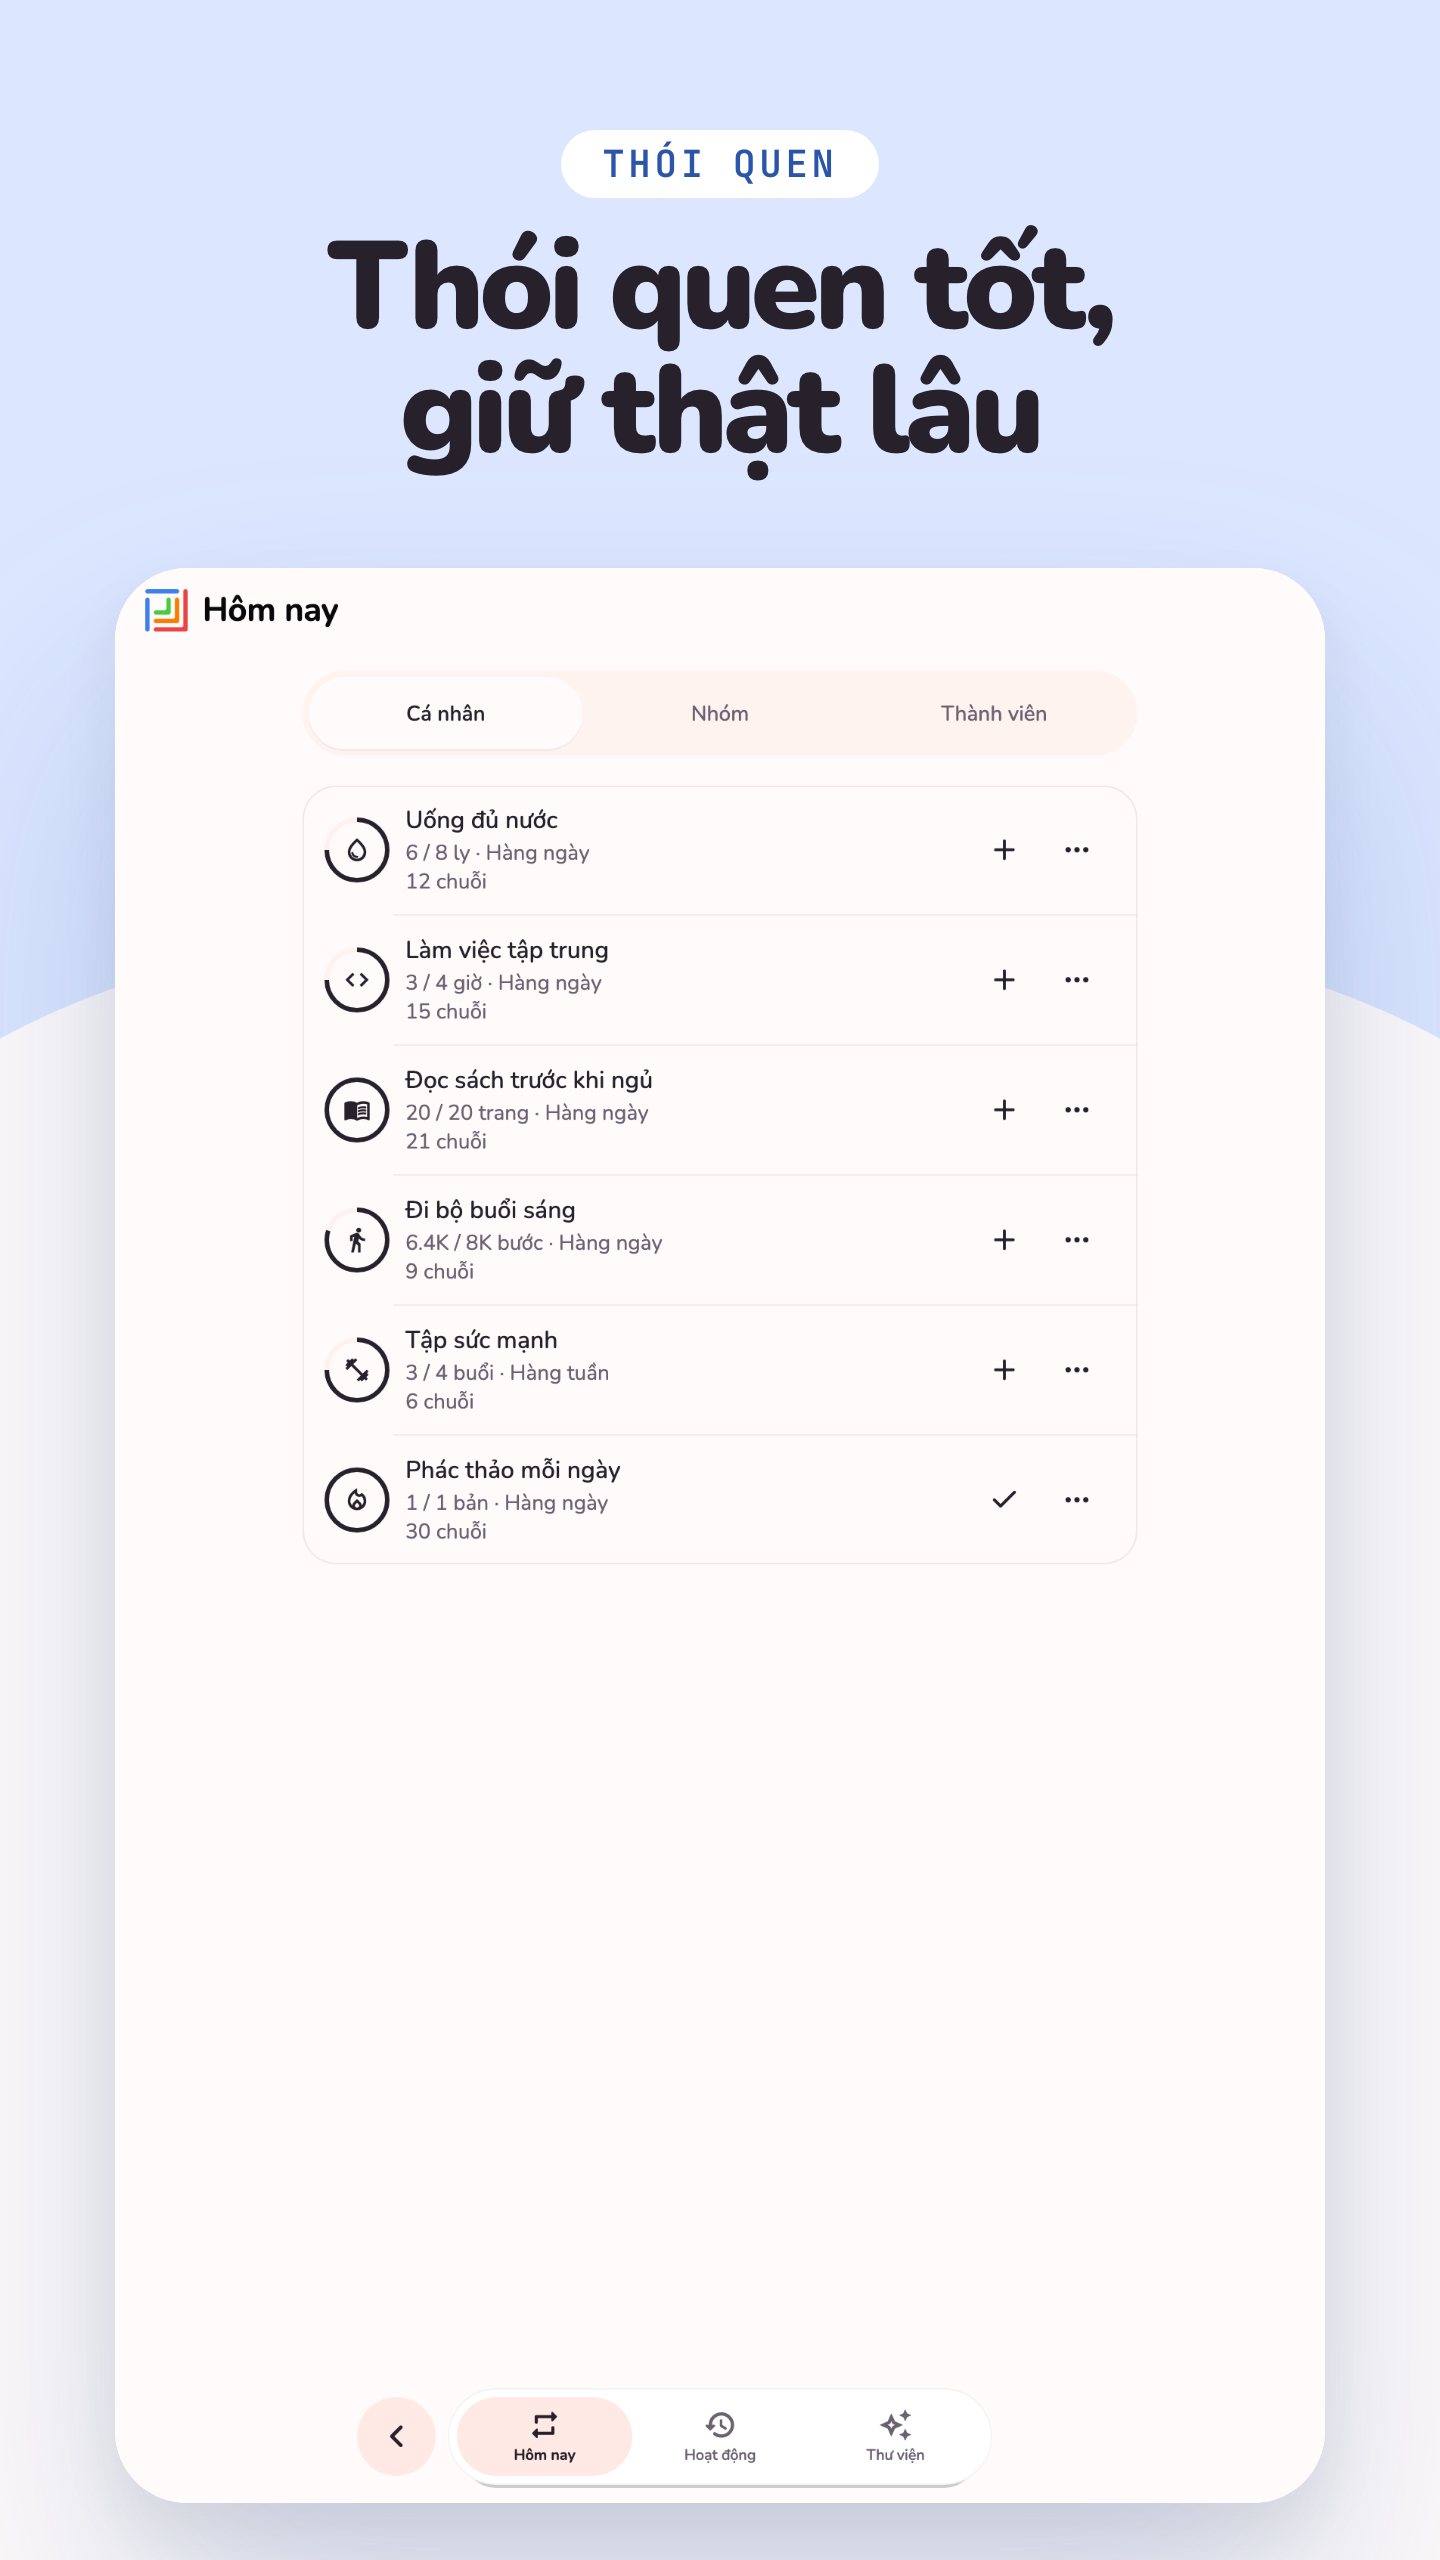 THÓI QUEN
Thói quen tốt,
giữ thật lâu
Hôm nay
Cá nhân
Nhóm
Thành viên
Uống đủ nước
6 / 8 ly · Hàng ngày
12 chuỗi
Làm việc tập trung
3 / 4 giờ · Hàng ngày
15 chuỗi
Đọc sách trước khi ngủ
20 / 20 trang · Hàng ngày
21 chuỗi
Đi bộ buổi sáng
6.4K / 8K bước · Hàng ngày
9 chuỗi
Tập sức mạnh
3 / 4 buổi · Hàng tuần
6 chuỗi
Phác thảo mỗi ngày
1 / 1 bản · Hàng ngày
30 chuỗi
Hôm nay
Hoạt động
Thư viện